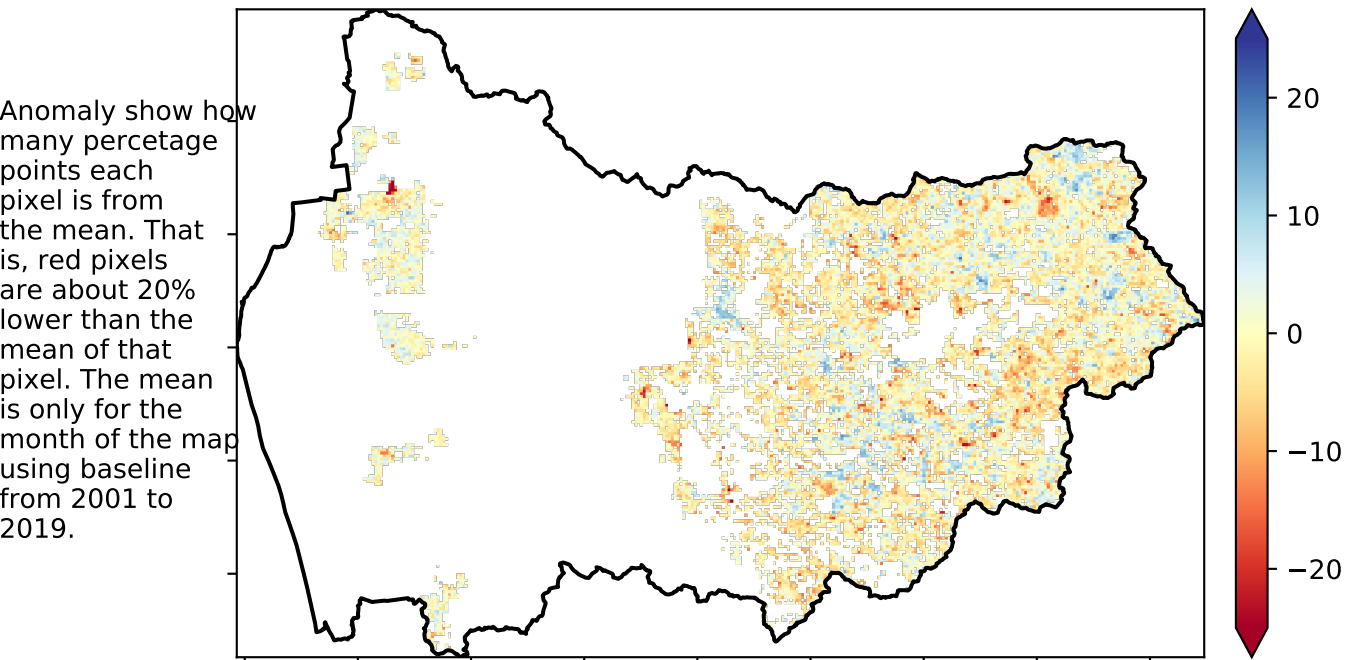 Anomaly show how
many percetage
points each
pixel is from
the mean. That
is, red pixels
are about 20%
lower than the
mean of that
pixel. The mean
is only for the
month of the map
using baseline
from 2001 to
2019.
20
10
0
−10
−20